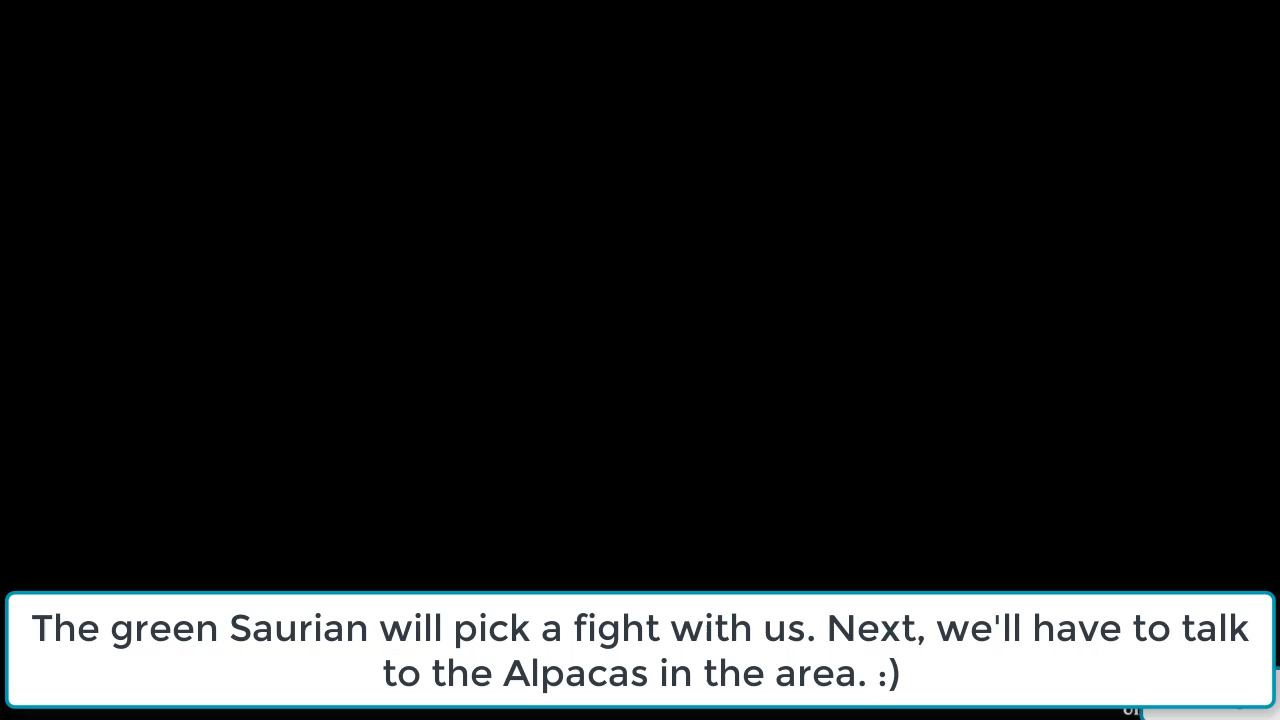 The green Saurian will pick a fight with us. Next, we'll have to talk
to the Alpacas in the area. :)